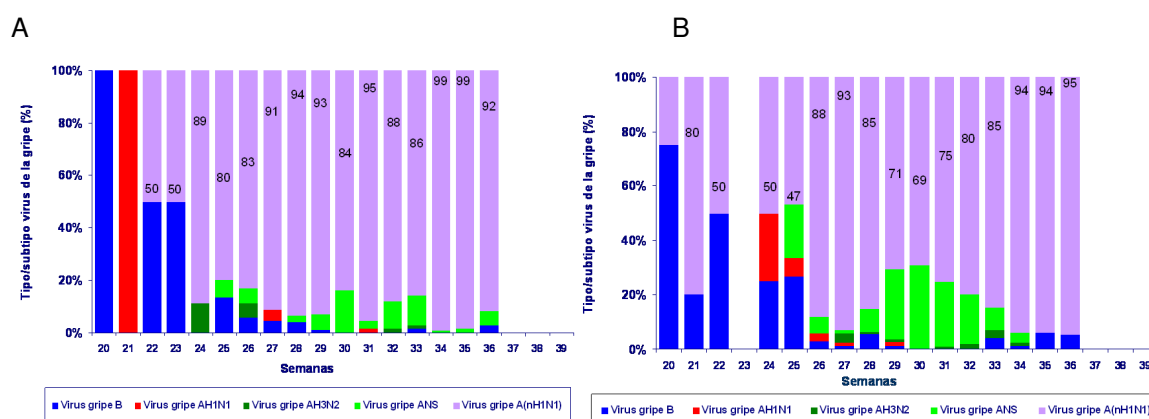 A
B
Tipo/subtipo virus de la gripe (%)
100%
80%
60%
40%
20%
0%
50 50 89 80 83 91 94 93 84 95 88 86 99 99 92
20 21 22 23 24 25 26 27 28 29 30 31 32 33 34 35 36 37 38 39
Semanas
Virus gripe B Virus gripe AH1N1 Virus gripe AH3N2 Virus gripe ANS Virus gripe A(nH1N1)
Tipo/subtipo virus de la gripe (%)
100%
80%
60%
40%
20%
0%
80 50 50 47 88 93 85 71 69 75 80 85 94 94 95
20 21 22 23 24 25 26 27 28 29 30 31 32 33 34 35 36 37 38 39
Semanas
Virus gripe B Virus gripe AH1N1 Virus gripe AH3N2 Virus gripe ANS Virus gripe A(nH1N1)